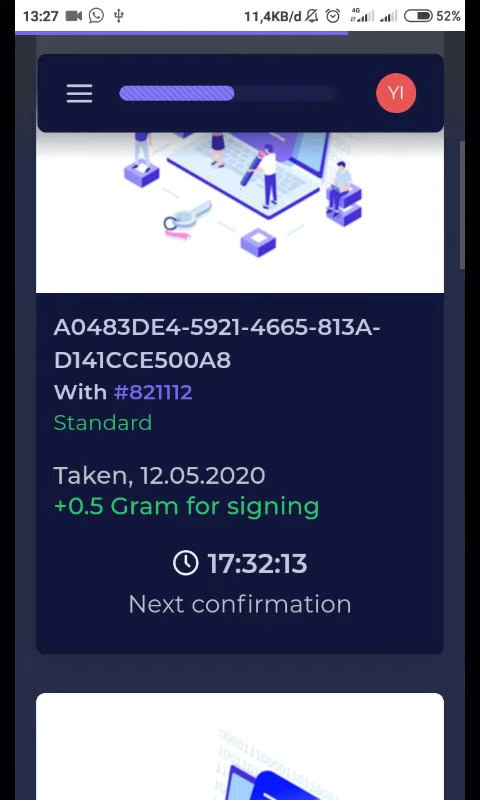 13:27 11,4KB/d 4G 52%
YI
A0483DE4-5921-4665-813A-
D141CCE500A8
With #821112
Standard
Taken, 12.05.2020
+0.5 Gram for signing
17:32:13
Next confirmation